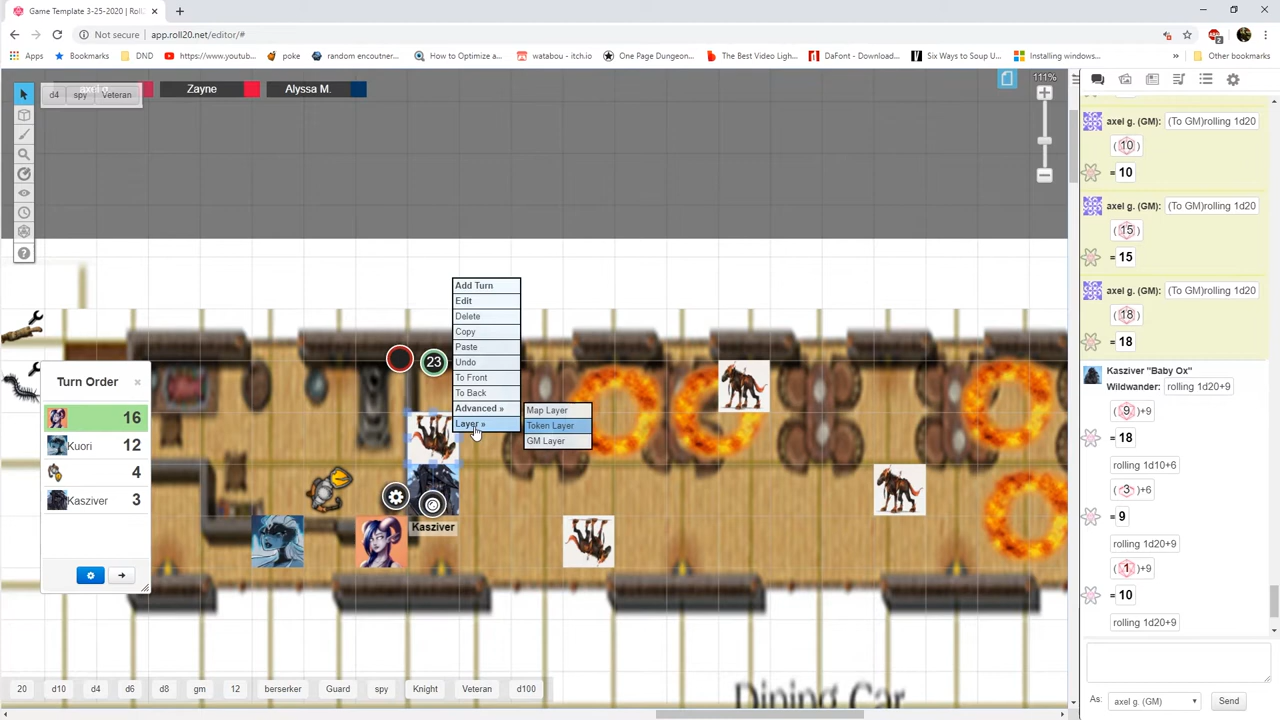 Game Template 3-25-2020 | Roll2
Not secure | app.roll20.net/editor/#
Apps Bookmarks DND https://www.youtube... poke random encoutner... watabou - itch.io How to Optimize a... One Page Dungeon... The Best Video Ligh... DaFont - Download... Six Ways to Soup U... Installing windows... Other bookmarks
Zayne Alyssa M.
d4 spy Veteran
111%
axel g. (GM): (To GM)rolling 1d20
(10)
= 10
axel g. (GM): (To GM)rolling 1d20
(15)
= 15
axel g. (GM): (To GM)rolling 1d20
(18)
= 18
Kasziver "Baby Ox"
Wildwander: rolling 1d20+9
(9)+9
= 18
rolling 1d10+6
(3)+6
= 9
rolling 1d20+9
(1)+9
= 10
rolling 1d20+9
Add Turn
Edit
Delete
Copy
Paste
Undo
To Front
To Back
Advanced »
Layer »
Map Layer
Token Layer
GM Layer
23
Turn Order ×
16
Kuori 12
4
Kasziver 3
Kasziver
Dining Car
20 d10 d4 d6 d8 gm 12 berserker Guard spy Knight Veteran d100
As: axel g. (GM) Send